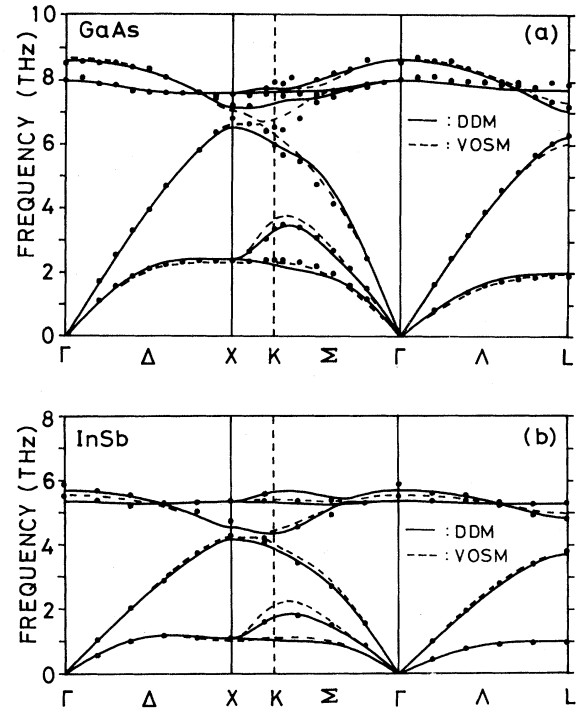 GaAs
(a)
10
8
6
4
2
0
FREQUENCY (THz)
— : DDM
---- : VOSM
Γ Δ X K Σ Γ Λ L
InSb
(b)
8
6
4
2
0
FREQUENCY (THz)
— : DDM
---- : VOSM
Γ Δ X K Σ Γ Λ L